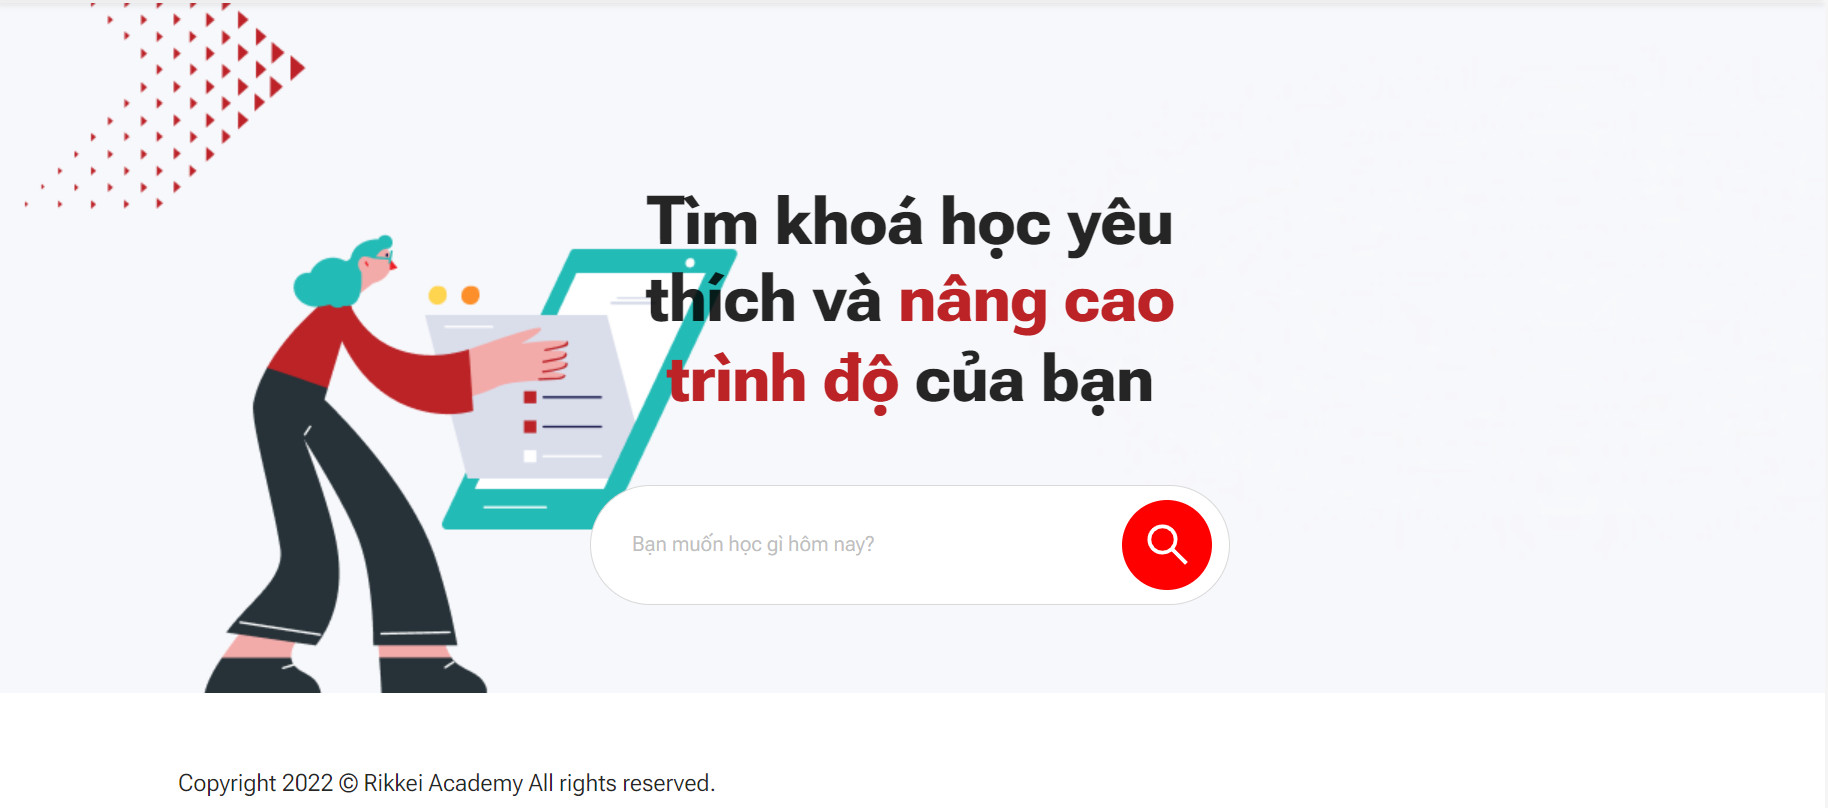 Tìm khoá học yêu
thích và nâng cao
trình độ của bạn
Bạn muốn học gì hôm nay?
Copyright 2022 © Rikkei Academy All rights reserved.